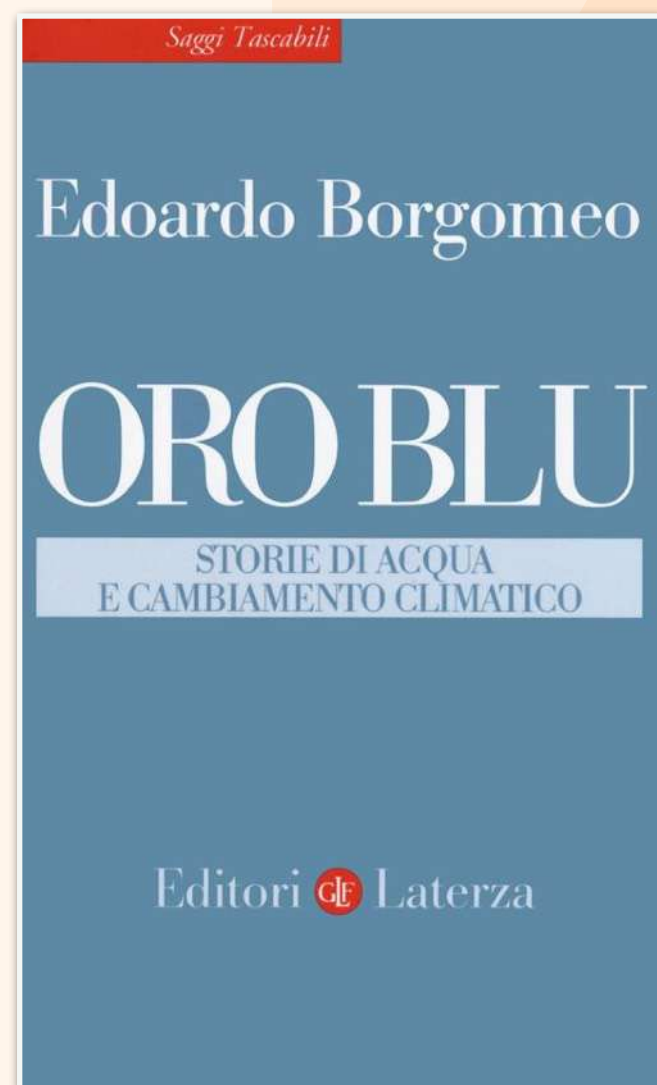 Saggi Tascabili
Edoardo Borgomeo
ORO BLU
STORIE DI ACQUA
E CAMBIAMENTO CLIMATICO
Editori GLF Laterza